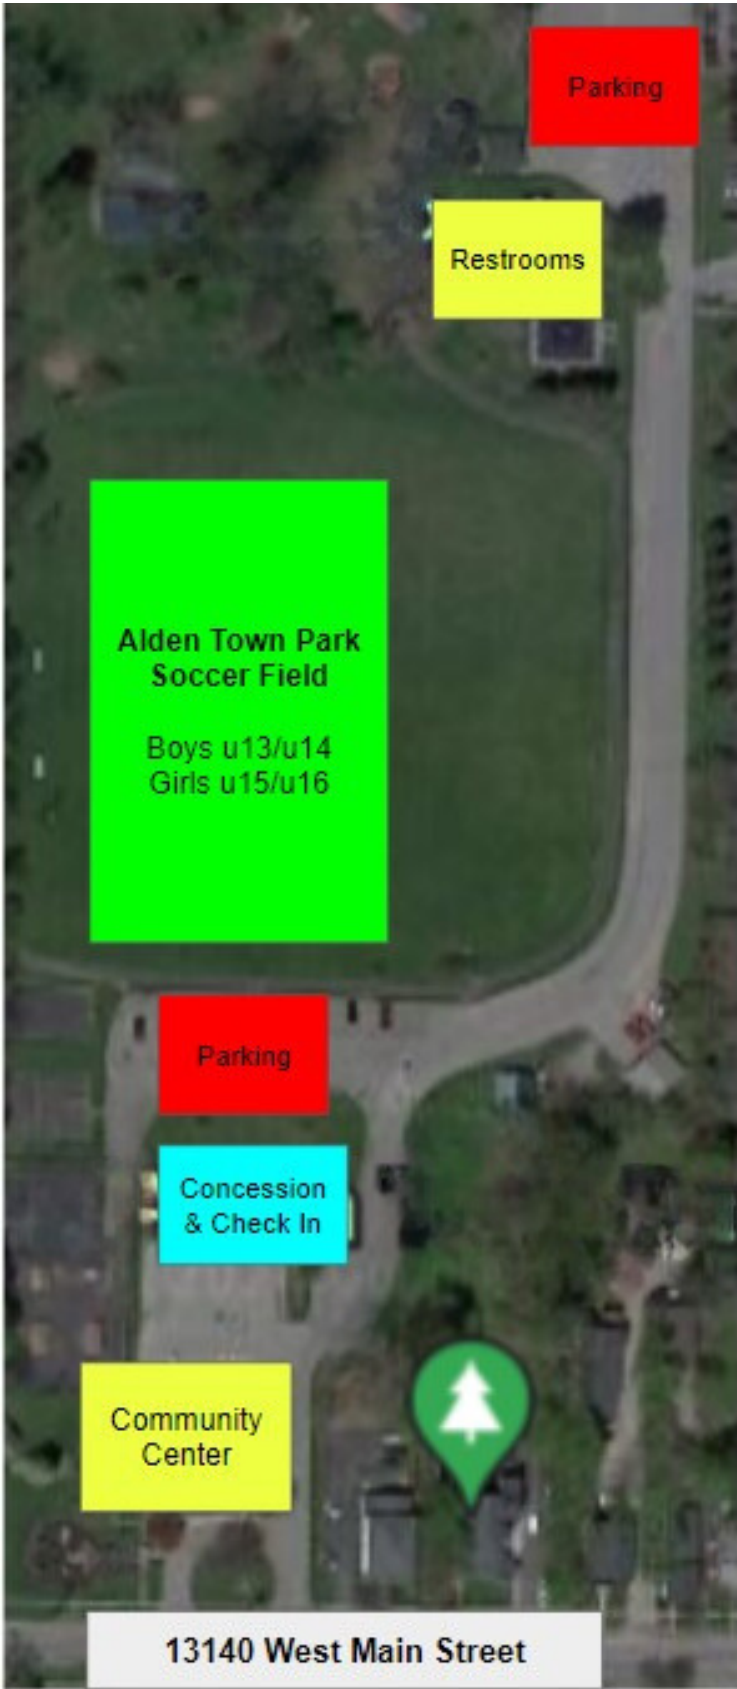 Parking
Restrooms
Alden Town Park
Soccer Field
Boys u13/u14
Girls u15/u16
Parking
Concession
& Check In
Community
Center
13140 West Main Street